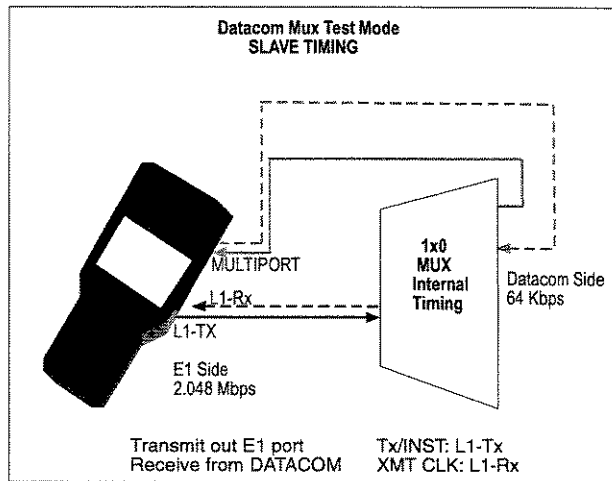 Datacom Mux Test Mode
SLAVE TIMING
MULTIPORT
L1-Rx
L1-TX
E1 Side
2.048 Mbps
1x0
MUX
Internal
Timing
Datacom Side
64 Kbps
Transmit out E1 port
Receive from DATACOM
Tx/INST: L1-Tx
XMT CLK: L1-Rx